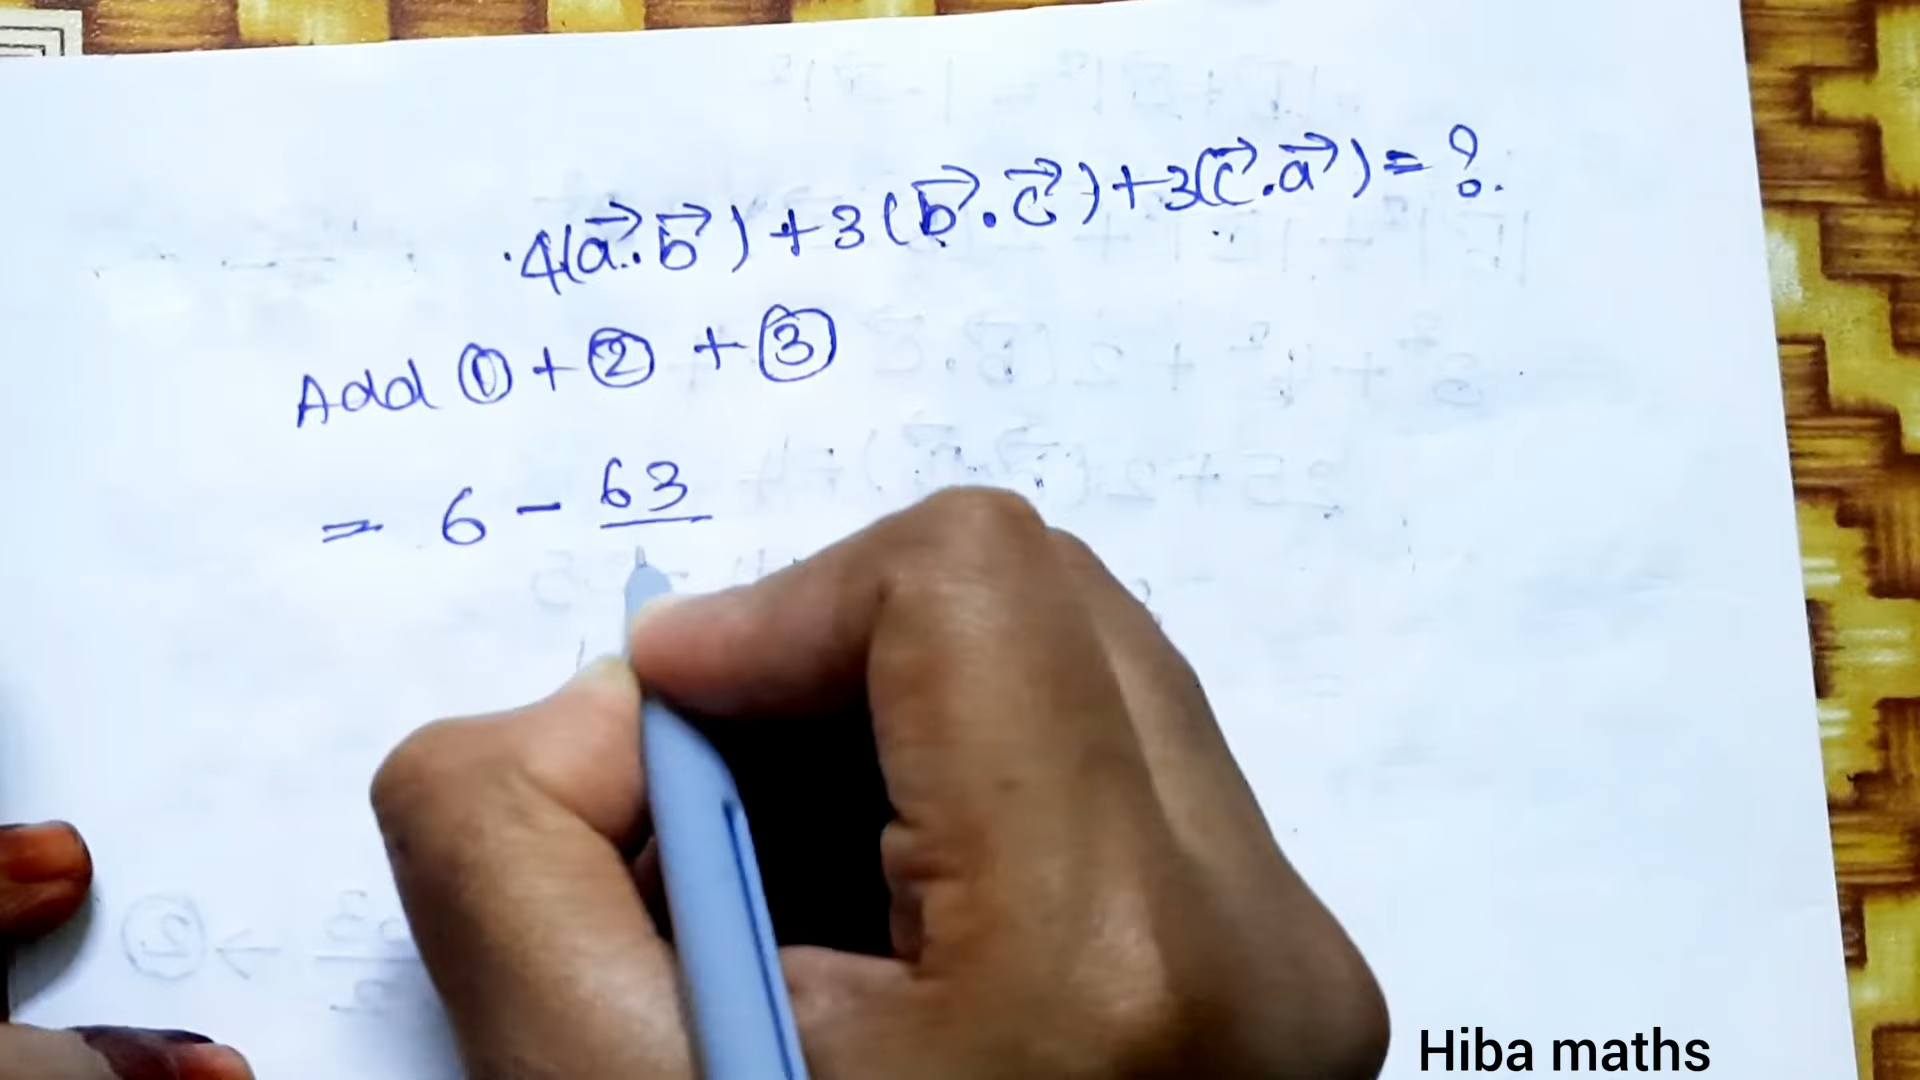 4(a⃗.b⃗)+3(b⃗.c⃗)+3(c⃗.a⃗)=?
Add ①+②+③
= 6 - 63
Hiba maths